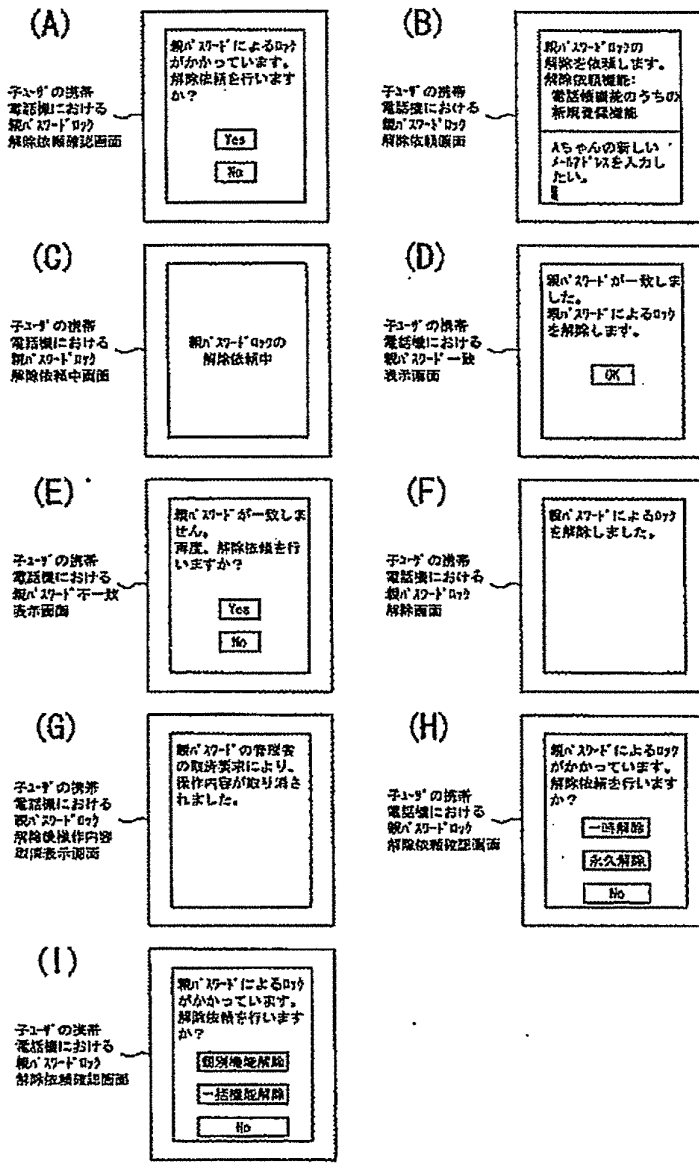 (A)
子ユーザの携帯
電話機における
親パスワードロック
解除依頼確認画面
親パスワードによるロック
がかかっています。
解除依頼を行います
か?
Yes
No
(B)
子ユーザの携帯
電話機における
親パスワードロック
解除依頼画面
親パスワードロックの
解除を依頼します。
解除依頼機能:
電話帳機能のうちの
新規登録機能
Aちゃんの新しい
メールアドレスを入力し
たい。
(C)
子ユーザの携帯
電話機における
親パスワードロック
解除依頼中画面
親パスワードロックの
解除依頼中
(D)
子ユーザの携帯
電話機における
親パスワード一致
表示画面
親パスワードが一致しま
した。
親パスワードによるロック
を解除します。
OK
(E)
子ユーザの携帯
電話機における
親パスワード不一致
表示画面
親パスワードが一致しま
せん。
再度、解除依頼を行
いますか?
Yes
No
(F)
子ユーザの携帯
電話機における
親パスワードロック
解除画面
親パスワードによるロック
を解除しました。
(G)
子ユーザの携帯
電話機における
親パスワードロック
解除後操作内容
取消表示画面
親パスワードの管理者
の取消要求により、
操作内容が取り消さ
れました。
(H)
子ユーザの携帯
電話機における
親パスワードロック
解除依頼確認画面
親パスワードによるロック
がかかっています。
解除依頼を行います
か?
一時解除
永久解除
No
(I)
子ユーザの携帯
電話機における
親パスワードロック
解除依頼確認画面
親パスワードによるロック
がかかっています。
解除依頼を行います
か?
個別機能解除
一括機能解除
No